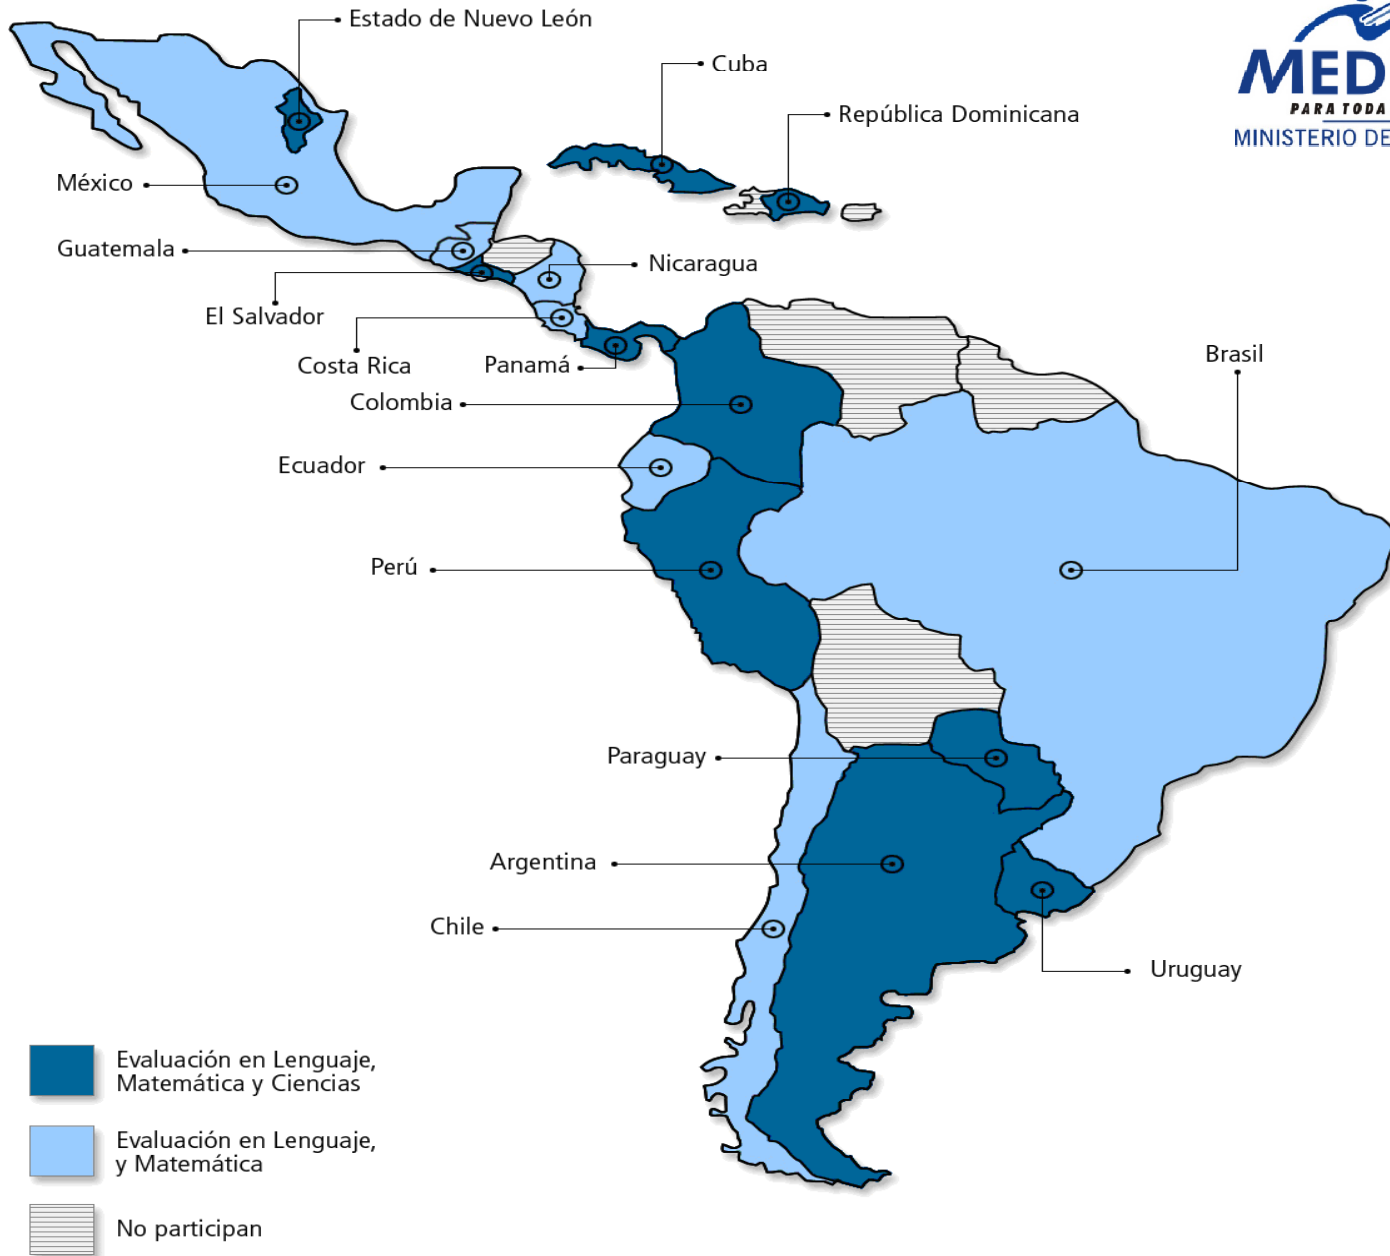 Estado de Nuevo León
Cuba
MED
PARA TODA
República Dominicana
MINISTERIO DE
México
Guatemala
Nicaragua
El Salvador
Costa Rica
Panamá
Brasil
Colombia
Ecuador
Perú
Paraguay
Argentina
Chile
Uruguay
Evaluación en Lenguaje,
Matemática y Ciencias
Evaluación en Lenguaje,
y Matemática
No participan